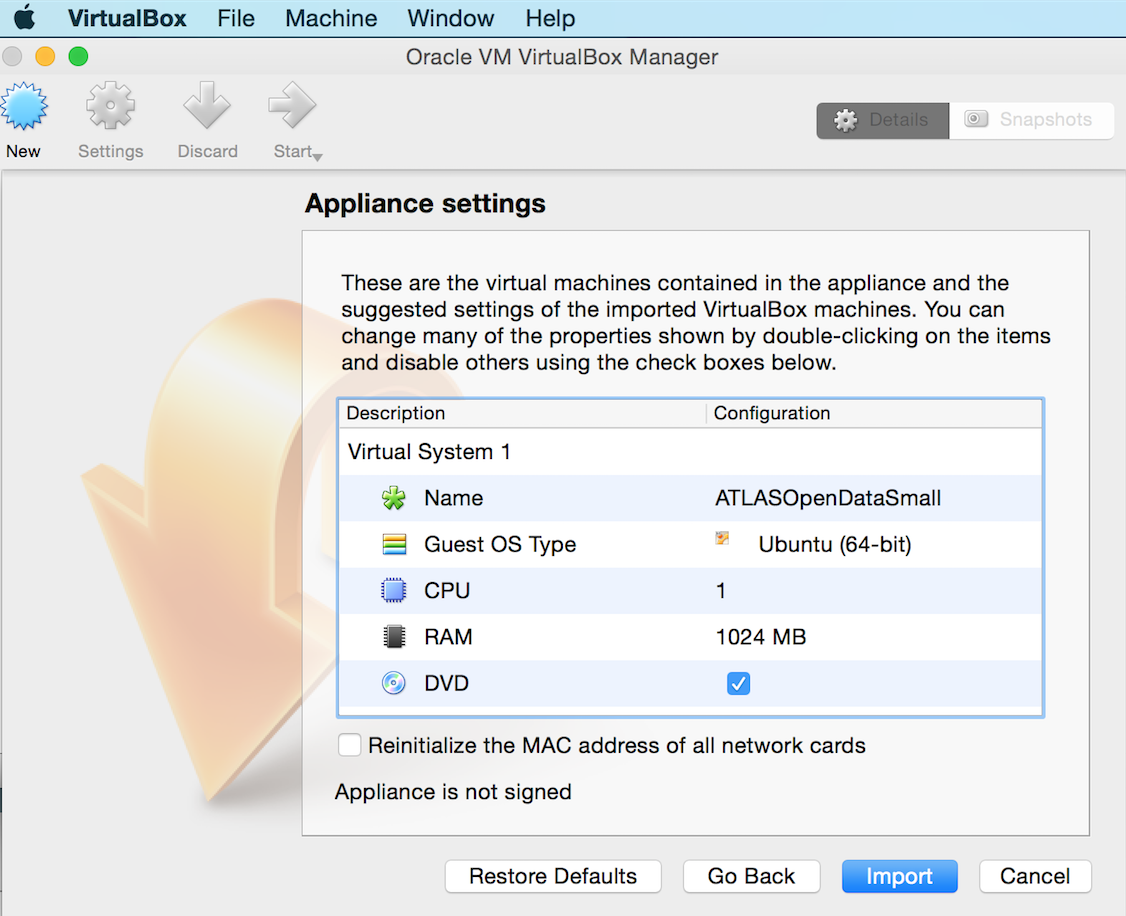 VirtualBox File Machine Window Help
Oracle VM VirtualBox Manager
New Settings Discard Start Details Snapshots
Appliance settings
These are the virtual machines contained in the appliance and the
suggested settings of the imported VirtualBox machines. You can
change many of the properties shown by double-clicking on the items
and disable others using the check boxes below.
Description Configuration
Virtual System 1
Name ATLASOpenDataSmall
Guest OS Type Ubuntu (64-bit)
CPU 1
RAM 1024 MB
DVD
Reinitialize the MAC address of all network cards
Appliance is not signed
Restore Defaults Go Back Import Cancel